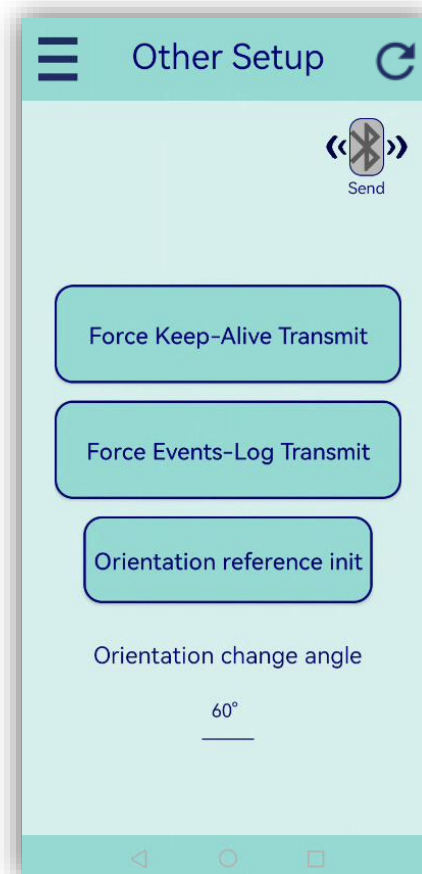 Other Setup
Send
Force Keep-Alive Transmit
Force Events-Log Transmit
Orientation reference init
Orientation change angle
60°